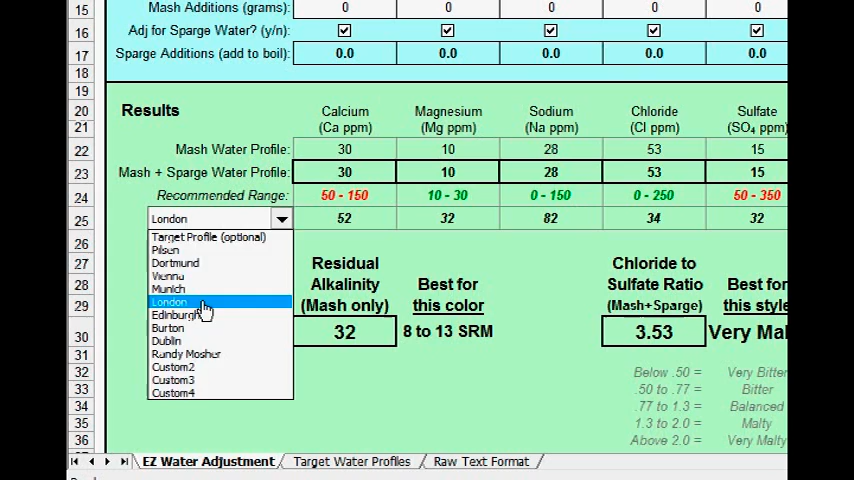 15 Mash Additions (grams): 0 0 0 0 0
16 Adj for Sparge Water? (y/n):
17 Sparge Additions (add to boil): 0.0 0.0 0.0 0.0 0.0
18
19
20 Results Calcium Magnesium Sodium Chloride Sulfate
21 (Ca ppm) (Mg ppm) (Na ppm) (Cl ppm) (SO₄ ppm)
22 Mash Water Profile: 30 10 28 53 15
23 Mash + Sparge Water Profile: 30 10 28 53 15
24 Recommended Range: 50 - 150 10 - 30 0 - 150 0 - 250 50 - 350
25 London 52 32 82 34 32
26 Target Profile (optional)
Pilsen
27 Dortmund Residual Chloride to
Vienna
28 Munich Alkalinity Best for Sulfate Ratio Best for
29 London (Mash only) this color (Mash+Sparge) this style
Edinburgh
30 Burton 32 8 to 13 SRM 3.53 Very Mal
Dublin
31 Randy Mosher
32 Custom2 Below .50 = Very Bitter
33 Custom3 .50 to .77 = Bitter
Custom4
34 .77 to 1.3 = Balanced
35 1.3 to 2.0 = Malty
36 Above 2.0 = Very Malty
EZ Water Adjustment Target Water Profiles Raw Text Format